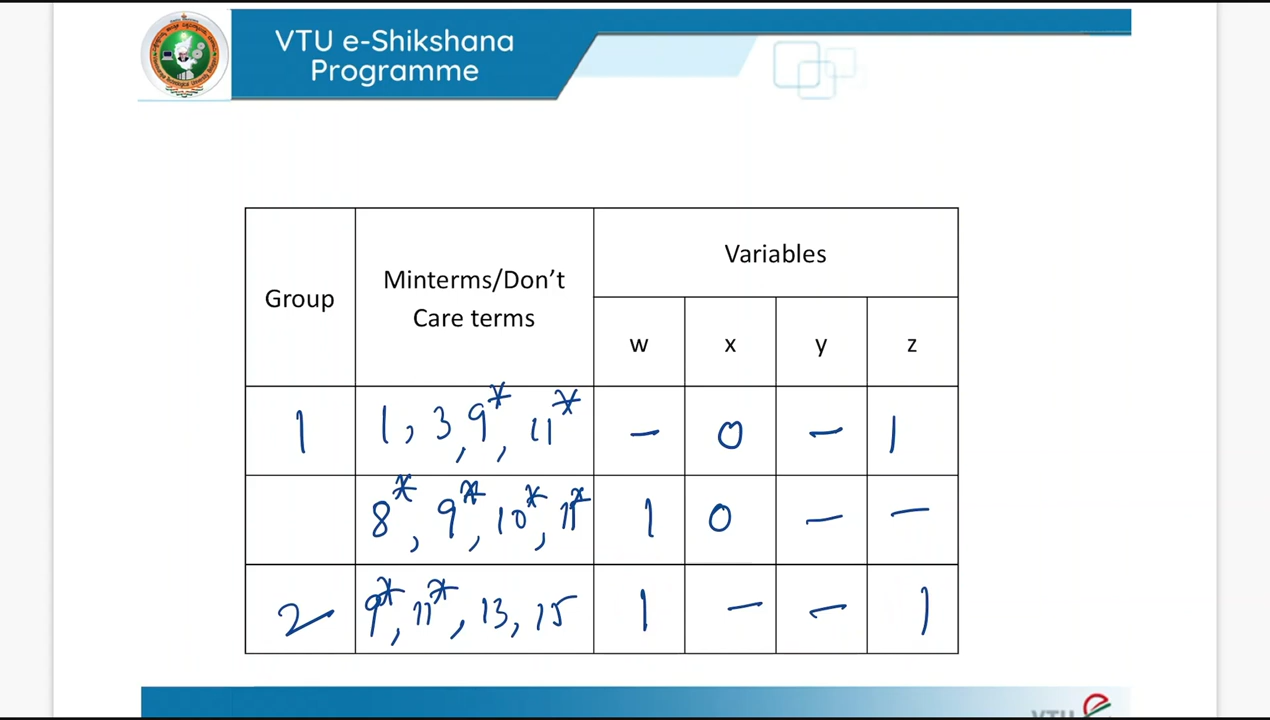 VTU e-Shikshana
Programme
Group
Minterms/Don't
Care terms
Variables
w x y z
1 1, 3, 9*, 11* – 0 – 1
8*, 9*, 10*, 11* 1 0 – –
2 9*, 11*, 13, 15 1 – – 1
VTU